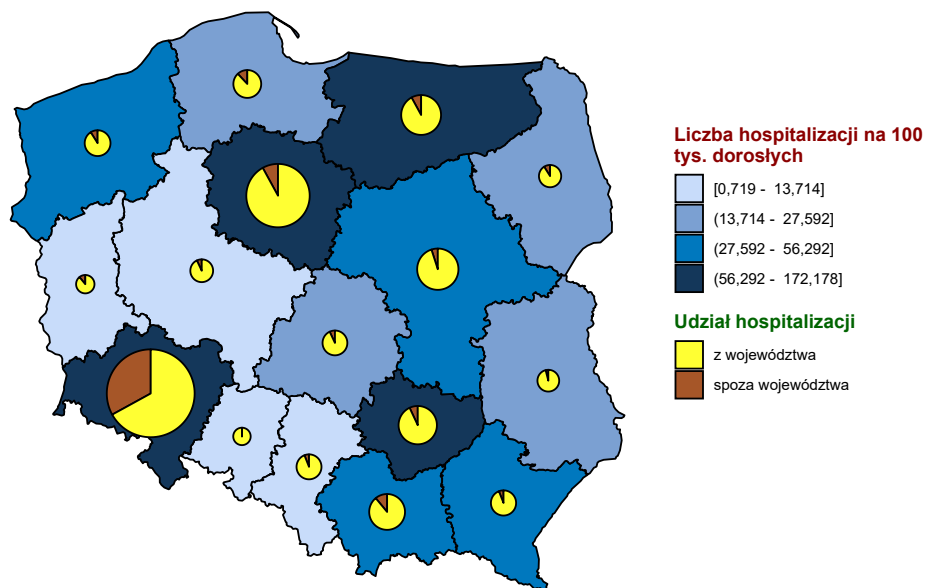 Liczba hospitalizacji na 100
tys. dorosłych
[0,719 - 13,714]
(13,714 - 27,592]
(27,592 - 56,292]
(56,292 - 172,178]
Udział hospitalizacji
z województwa
spoza województwa